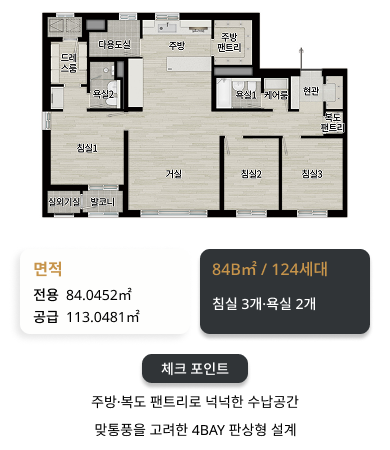 다용도실
주방
주방
팬트리
드레
스룸
욕실2
욕실1
케어룸
현관
복도
팬트리
침실1
거실
침실2
침실3
실외기실
발코니
면적
전용 84.0452㎡
공급 113.0481㎡
84B㎡ / 124세대
침실 3개·욕실 2개
체크 포인트
주방·복도 팬트리로 넉넉한 수납공간
맞통풍을 고려한 4BAY 판상형 설계